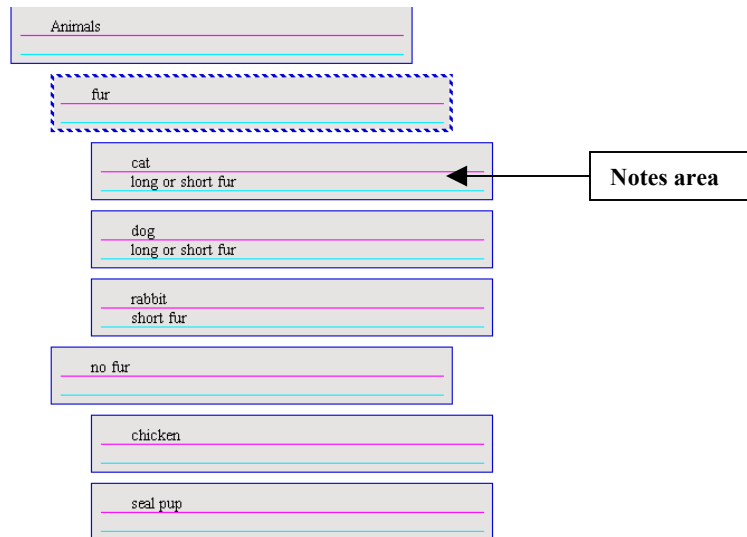 Animals
fur
cat
long or short fur
Notes area
dog
long or short fur
rabbit
short fur
no fur
chicken
seal pup